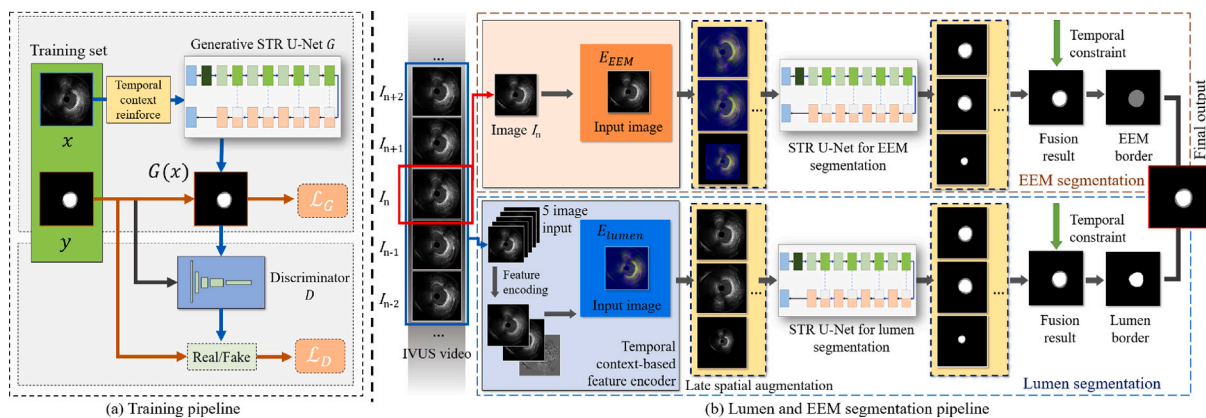 Training set
x
y
Temporal
context
reinforce
Generative STR U-Net G
G(x)
ℒG
Discriminator
D
Real/Fake
ℒD
(a) Training pipeline
...
In+2
In+1
In
In-1
In-2
...
IVUS video
Image In
EEEM
Input image
...
STR U-Net for EEM
segmentation
...
Temporal
constraint
Fusion
result
EEM
border
EEM segmentation
Final output
5 image
input
Feature
encoding
Elumen
Input image
Temporal
context-based
feature encoder
...
Late spatial augmentation
STR U-Net for lumen
segmentation
...
Temporal
constraint
Fusion
result
Lumen
border
Lumen segmentation
(b) Lumen and EEM segmentation pipeline